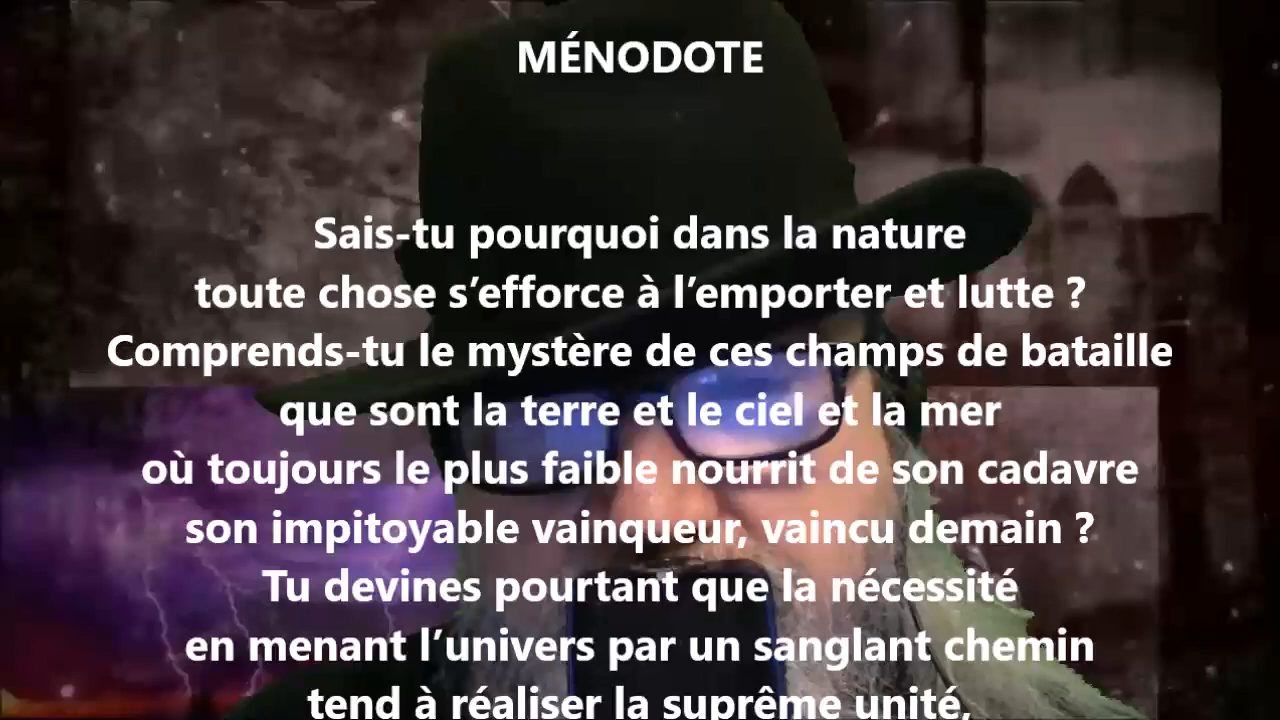 MÉNODOTE
Sais-tu pourquoi dans la nature
toute chose s’efforce à l’emporter et lutte ?
Comprends-tu le mystère de ces champs de bataille
que sont la terre et le ciel et la mer
où toujours le plus faible nourrit de son cadavre
son impitoyable vainqueur, vaincu demain ?
Tu devines pourtant que la nécessité
en menant l’univers par un sanglant chemin
tend à réaliser la suprême unité,